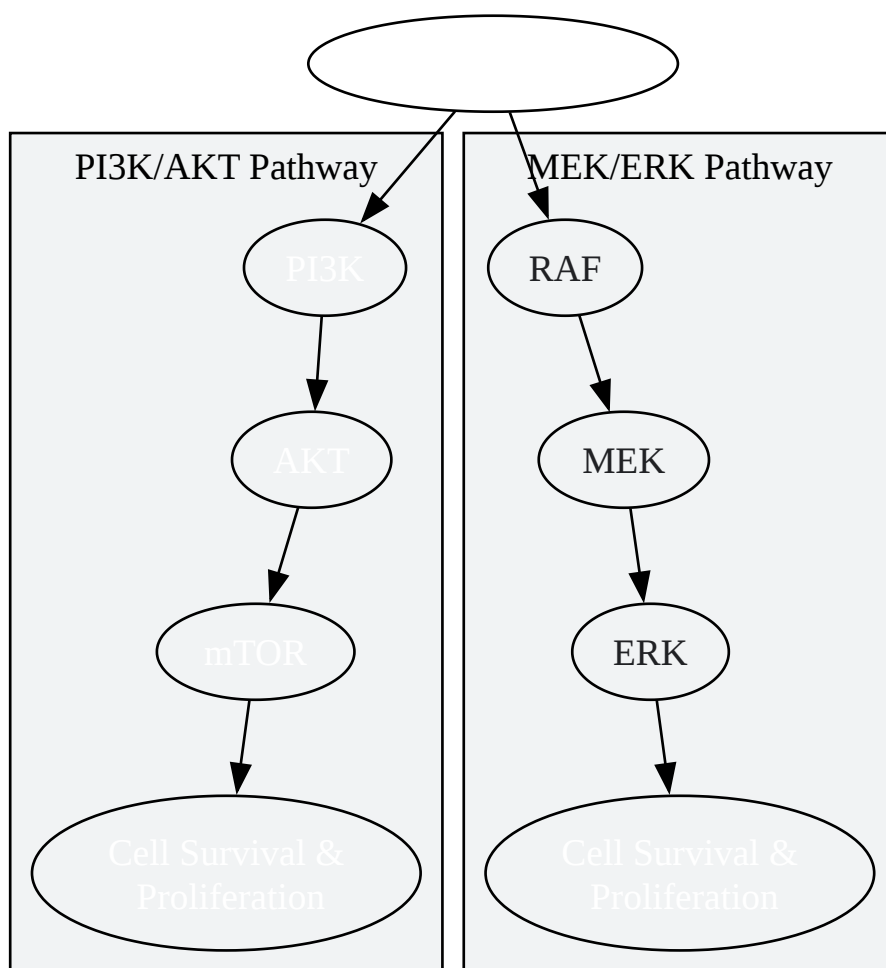 PI3K/AKT Pathway
MEK/ERK Pathway
PI3K
RAF
AKT
MEK
mTOR
ERK
Cell Survival &
Proliferation
Cell Survival &
Proliferation